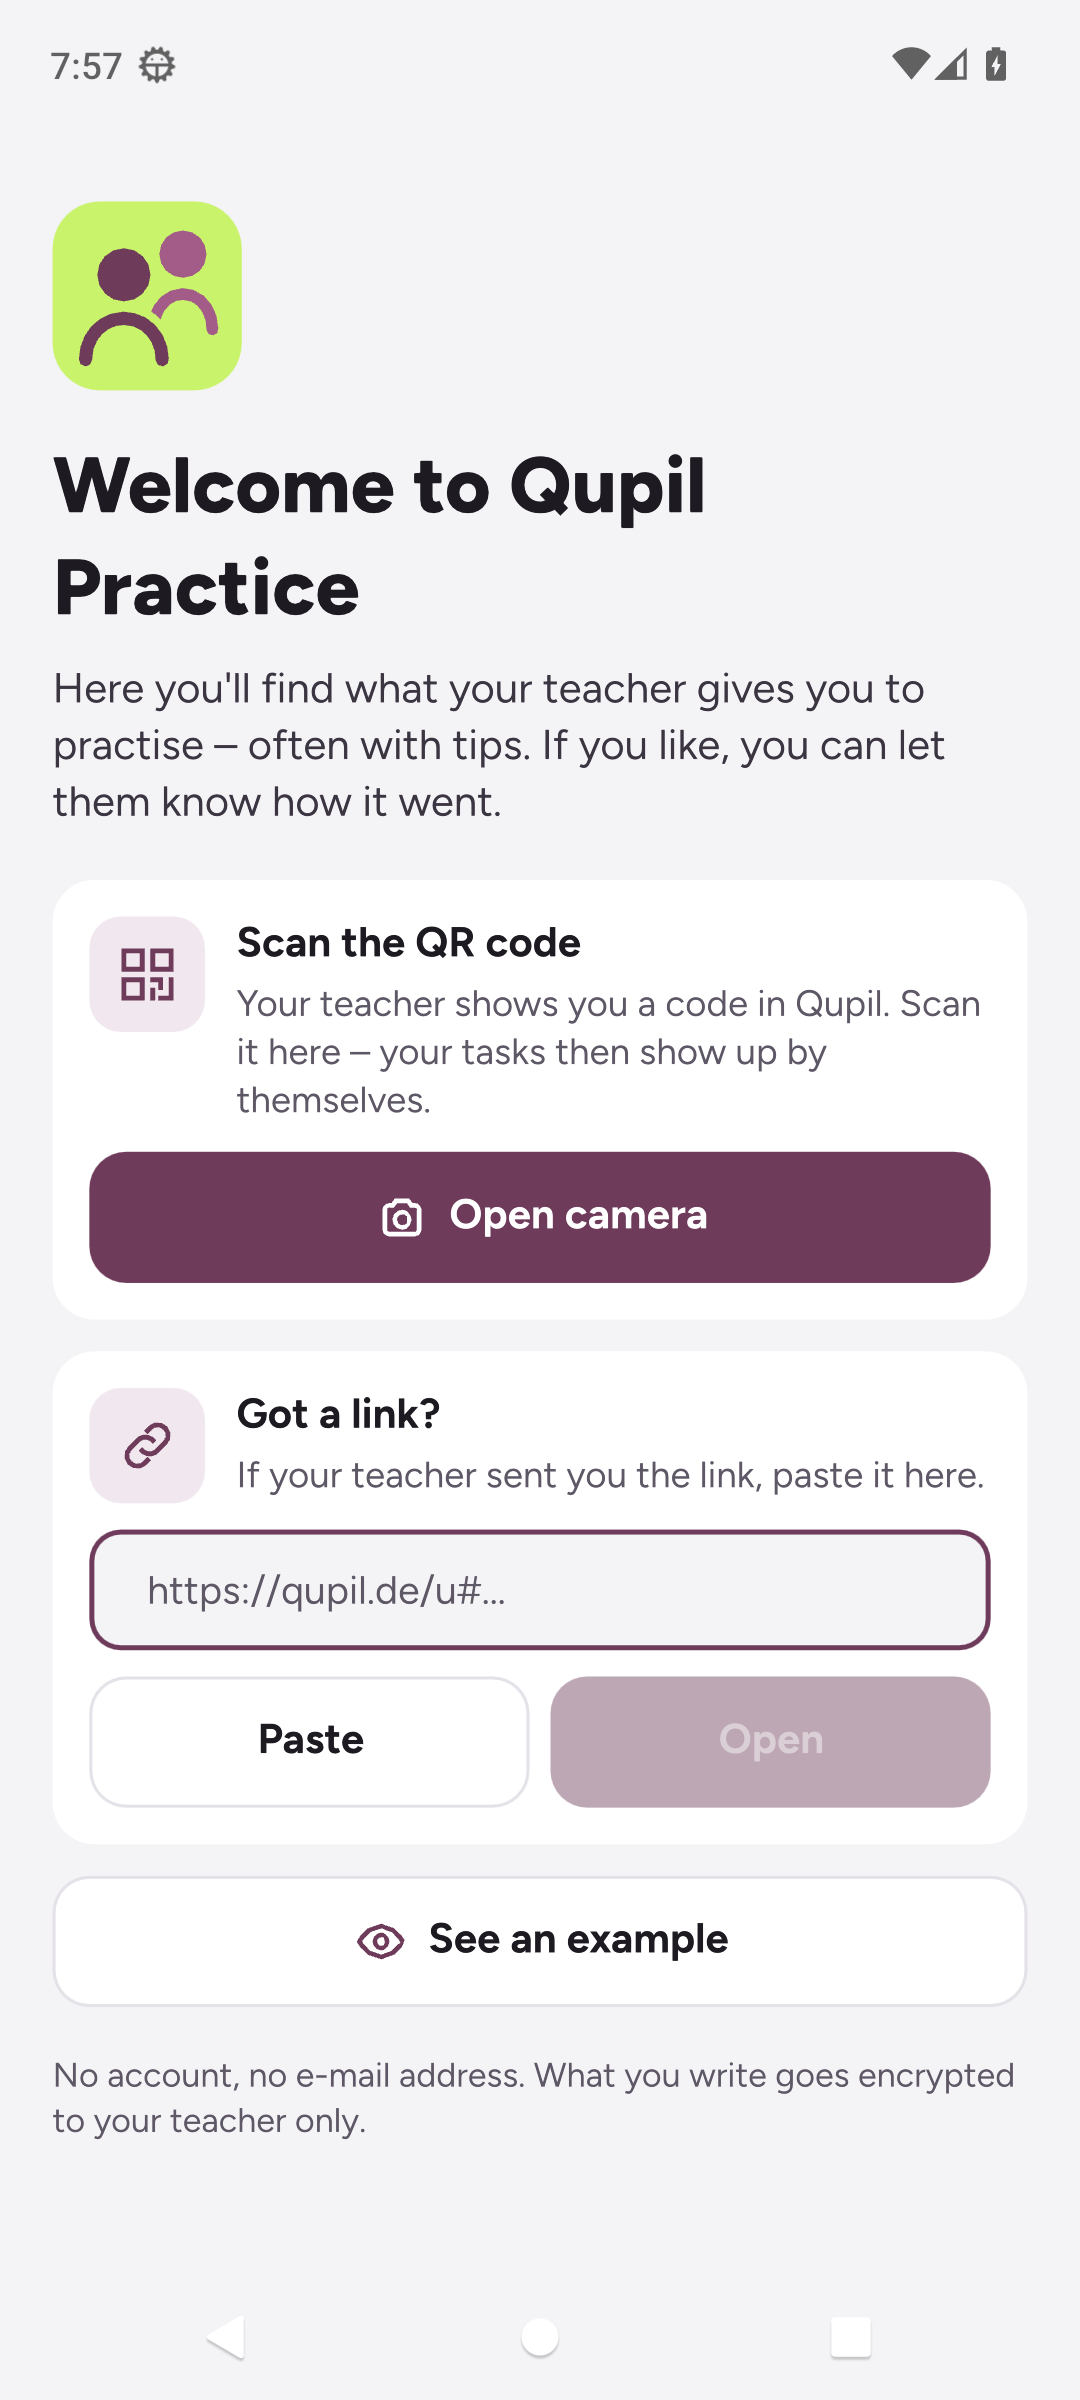 7:57
Welcome to Qupil
Practice
Here you'll find what your teacher gives you to
practise – often with tips. If you like, you can let
them know how it went.
Scan the QR code
Your teacher shows you a code in Qupil. Scan
it here – your tasks then show up by
themselves.
Open camera
Got a link?
If your teacher sent you the link, paste it here.
https://qupil.de/u#...
Paste
Open
See an example
No account, no e-mail address. What you write goes encrypted
to your teacher only.